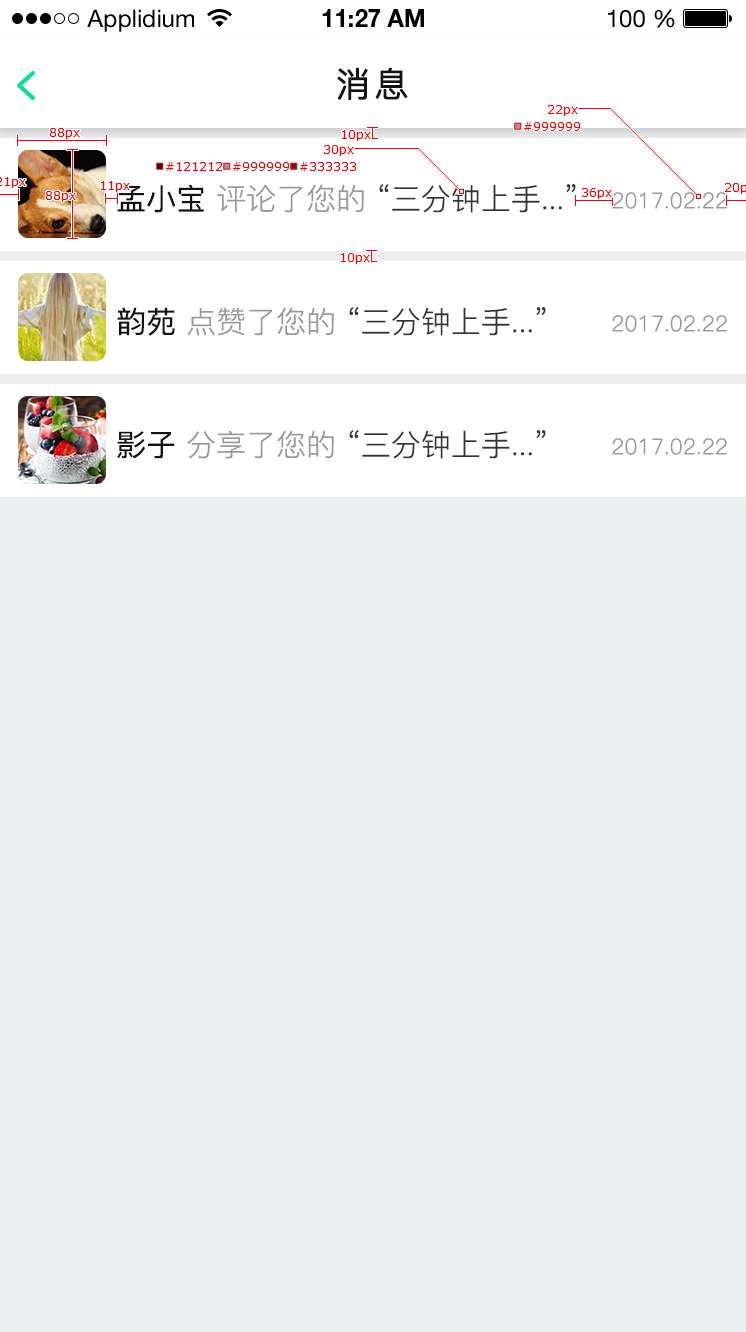 Applidium 11:27 AM 100 %
消息
22px
#999999
88px
10px
30px
#121212 #999999 #333333
21px 88px 11px 孟小宝 评论了您的 “三分钟上手...” 36px 2017.02.22 20p
10px
韵苑 点赞了您的 “三分钟上手...” 2017.02.22
影子 分享了您的 “三分钟上手...” 2017.02.22